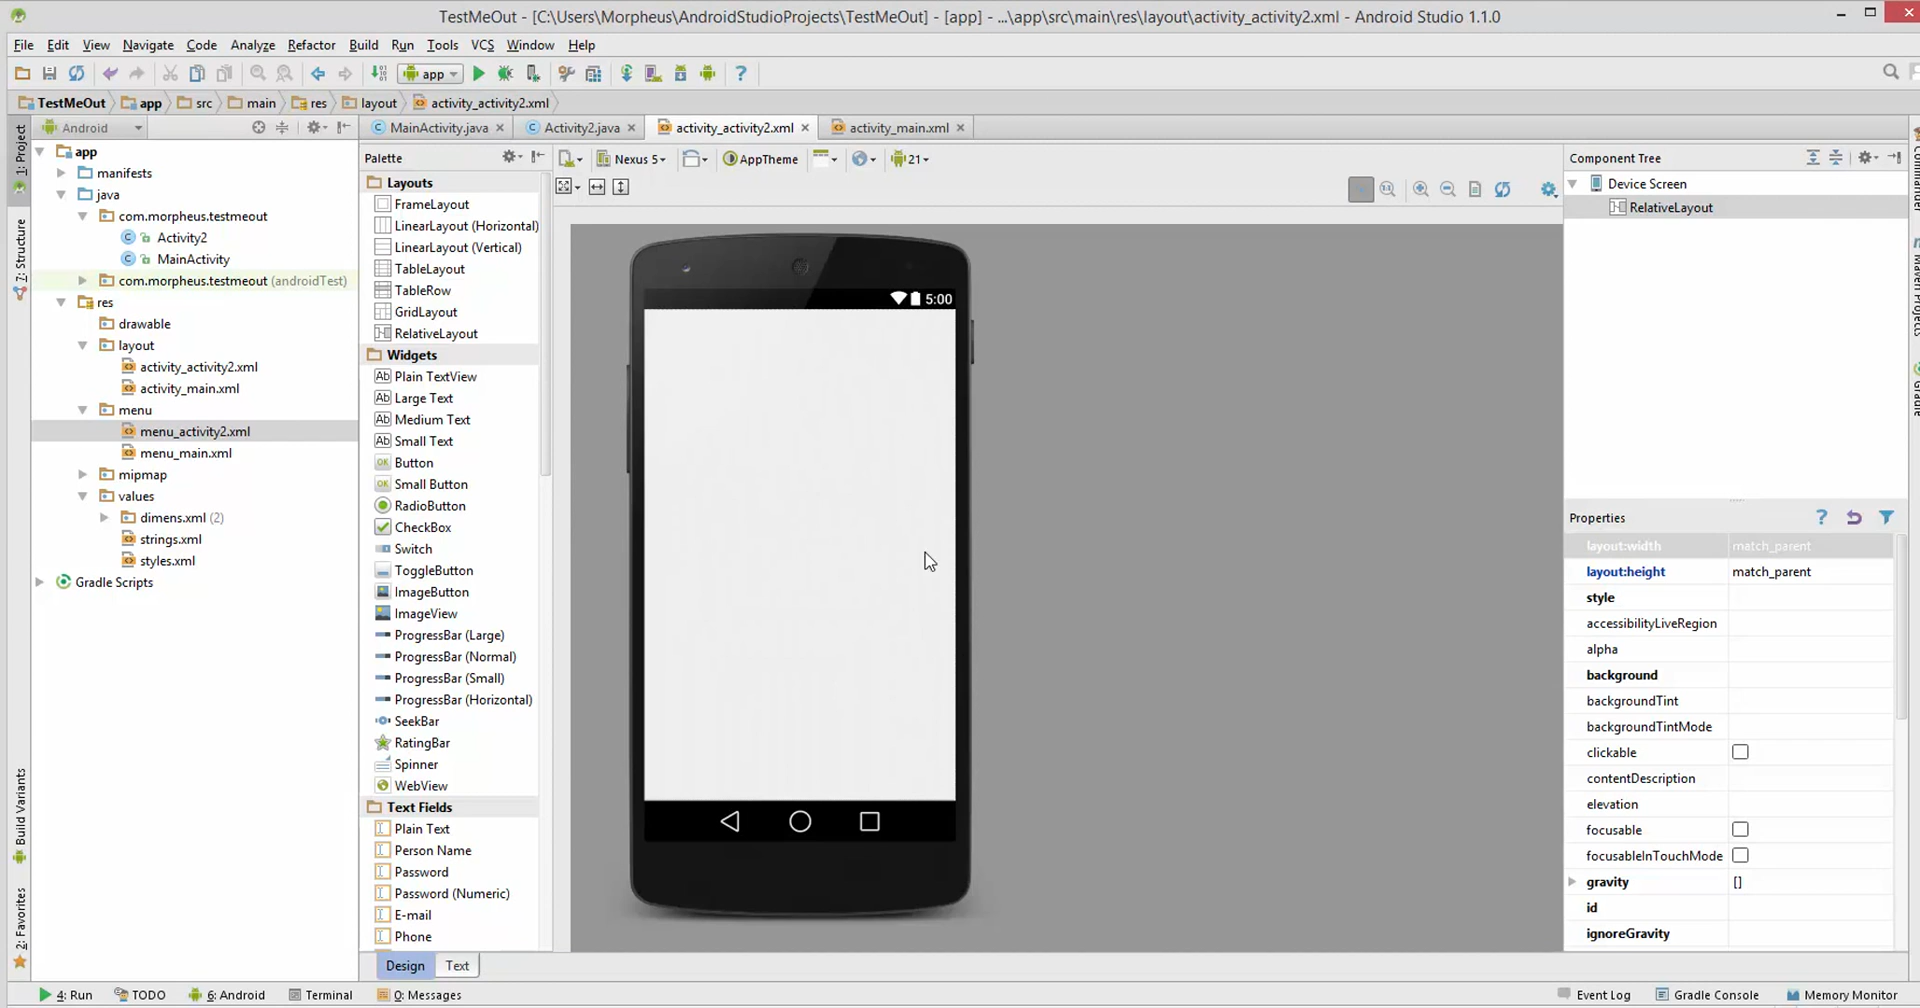 TestMeOut - [C:\Users\Morpheus\AndroidStudioProjects\TestMeOut] - [app] - ...\app\src\main\res\layout\activity_activity2.xml - Android Studio 1.1.0
File Edit View Navigate Code Analyze Refactor Build Run Tools VCS Window Help
app
TestMeOut app src main res layout activity_activity2.xml
Android
MainActivity.java Activity2.java activity_activity2.xml activity_main.xml
1: Project
7: Structure
Build Variants
2: Favorites
app
manifests
java
com.morpheus.testmeout
Activity2
MainActivity
com.morpheus.testmeout (androidTest)
res
drawable
layout
activity_activity2.xml
activity_main.xml
menu
menu_activity2.xml
menu_main.xml
mipmap
values
dimens.xml (2)
strings.xml
styles.xml
Gradle Scripts
Palette
Layouts
FrameLayout
LinearLayout (Horizontal)
LinearLayout (Vertical)
TableLayout
TableRow
GridLayout
RelativeLayout
Widgets
Ab Plain TextView
Ab Large Text
Ab Medium Text
Ab Small Text
OK Button
OK Small Button
RadioButton
CheckBox
Switch
ToggleButton
ImageButton
ImageView
ProgressBar (Large)
ProgressBar (Normal)
ProgressBar (Small)
ProgressBar (Horizontal)
SeekBar
RatingBar
Spinner
WebView
Text Fields
Plain Text
Person Name
Password
Password (Numeric)
E-mail
Phone
Design Text
Nexus 5 AppTheme 21
5:00
Component Tree
Device Screen
RelativeLayout
Properties
layout:width match_parent
layout:height match_parent
style
accessibilityLiveRegion
alpha
background
backgroundTint
backgroundTintMode
clickable
contentDescription
elevation
focusable
focusableInTouchMode
gravity []
id
ignoreGravity
Maven Projects
Gradle
4: Run TODO 6: Android Terminal 0: Messages
Event Log Gradle Console Memory Monitor